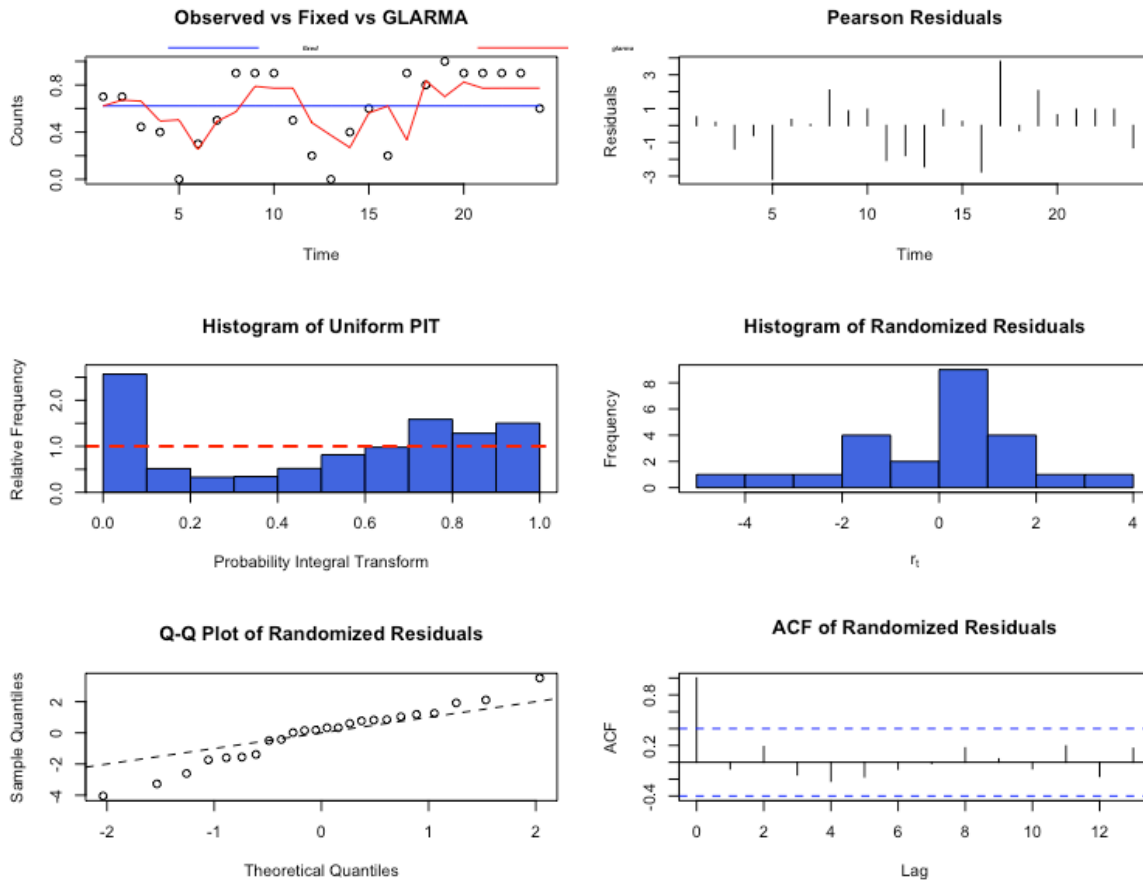 Observed vs Fixed vs GLARMA
fixed
glarma
Counts
0.0 0.4 0.8
5 10 15 20
Time
Pearson Residuals
Residuals
-3 -1 1 3
5 10 15 20
Time
Histogram of Uniform PIT
Relative Frequency
0.0 1.0 2.0
0.0 0.2 0.4 0.6 0.8 1.0
Probability Integral Transform
Histogram of Randomized Residuals
Frequency
0 2 4 6 8
-4 -2 0 2 4
rt
Q-Q Plot of Randomized Residuals
Sample Quantiles
-4 -2 0 2
-2 -1 0 1 2
Theoretical Quantiles
ACF of Randomized Residuals
ACF
-0.4 0.2 0.8
0 2 4 6 8 10 12
Lag